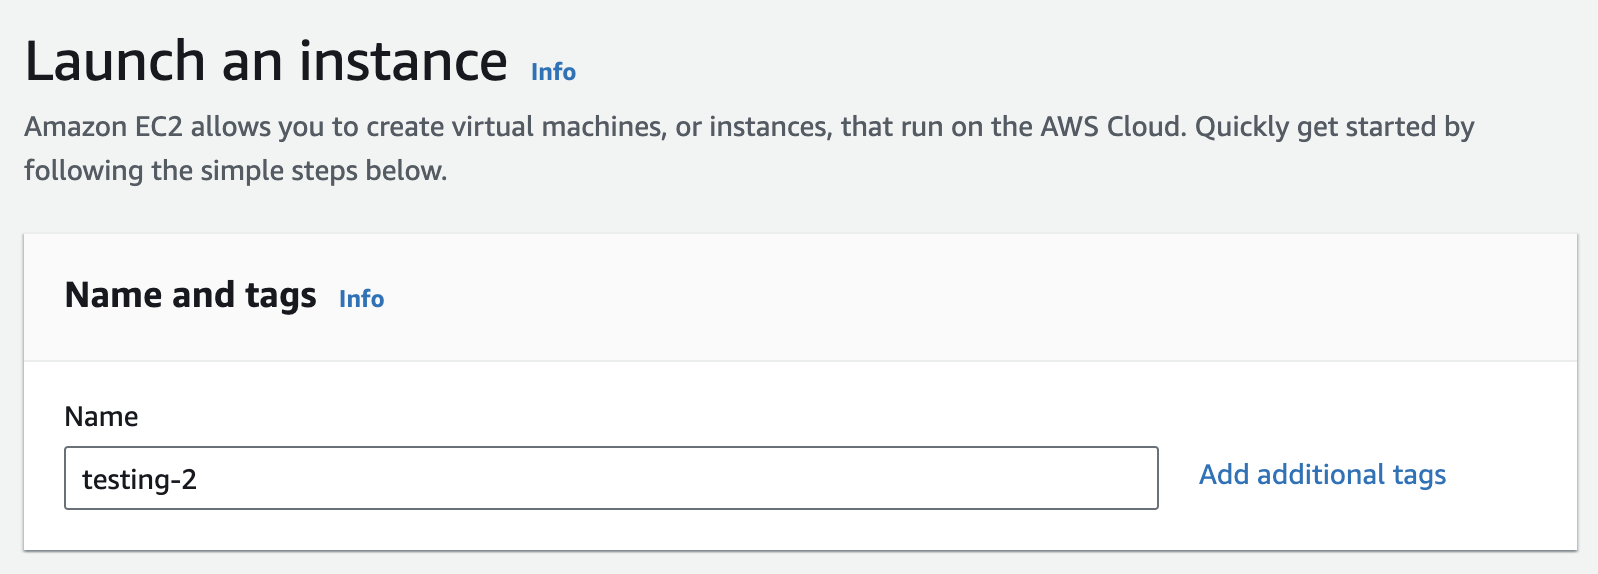 Launch an instance Info
Amazon EC2 allows you to create virtual machines, or instances, that run on the AWS Cloud. Quickly get started by
following the simple steps below.
Name and tags Info
Name
testing-2
Add additional tags